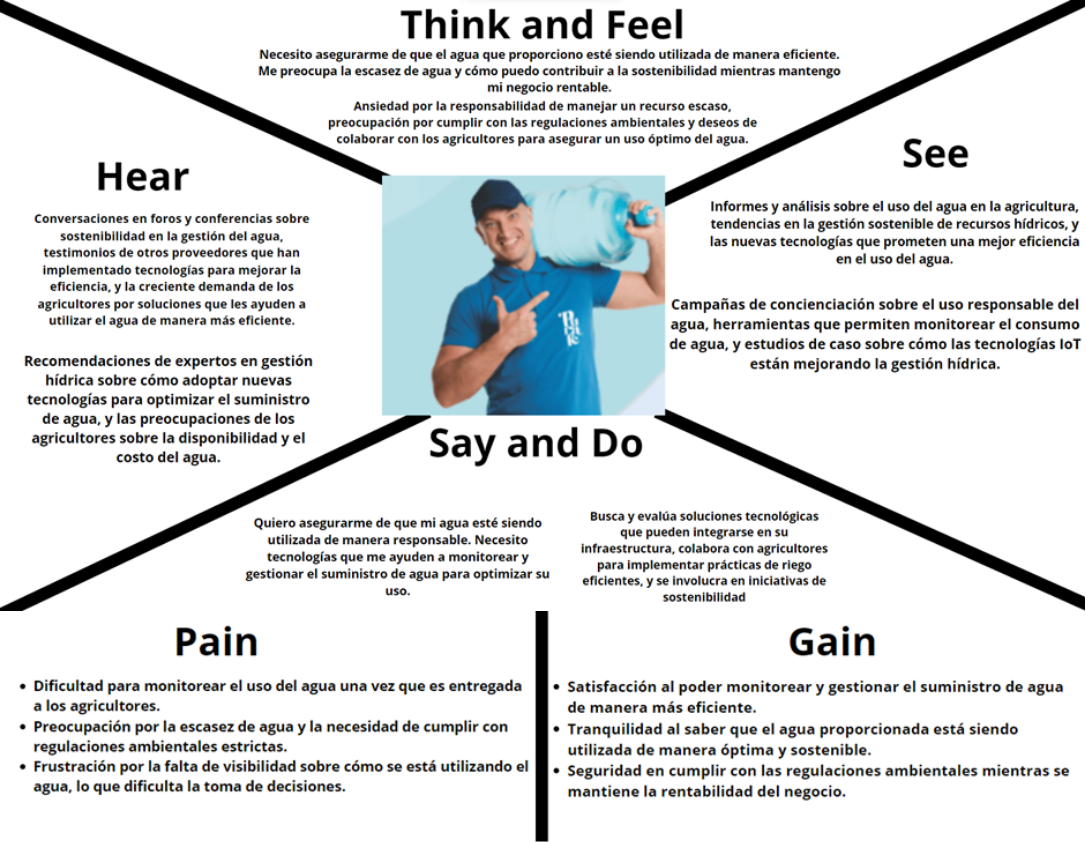 Think and Feel
Necesito asegurarme de que el agua que proporciono esté siendo utilizada de manera eficiente.
Me preocupa la escasez de agua y cómo puedo contribuir a la sostenibilidad mientras mantengo
mi negocio rentable.
Ansiedad por la responsabilidad de manejar un recurso escaso,
preocupación por cumplir con las regulaciones ambientales y deseos de
colaborar con los agricultores para asegurar un uso óptimo del agua.
Hear
Conversaciones en foros y conferencias sobre
sostenibilidad en la gestión del agua,
testimonios de otros proveedores que han
implementado tecnologías para mejorar la
eficiencia, y la creciente demanda de los
agricultores por soluciones que les ayuden a
utilizar el agua de manera más eficiente.
Recomendaciones de expertos en gestión
hídrica sobre cómo adoptar nuevas
tecnologías para optimizar el suministro
de agua, y las preocupaciones de los
agricultores sobre la disponibilidad y el
costo del agua.
See
Informes y análisis sobre el uso del agua en la agricultura,
tendencias en la gestión sostenible de recursos hídricos, y
las nuevas tecnologías que prometen una mejor eficiencia
en el uso del agua.
Campañas de concienciación sobre el uso responsable del
agua, herramientas que permiten monitorear el consumo
de agua, y estudios de caso sobre cómo las tecnologías IoT
están mejorando la gestión hídrica.
Say and Do
Quiero asegurarme de que mi agua esté siendo
utilizada de manera responsable. Necesito
tecnologías que me ayuden a monitorear y
gestionar el suministro de agua para optimizar su
uso.
Busca y evalúa soluciones tecnológicas
que pueden integrarse en su
infraestructura, colabora con agricultores
para implementar prácticas de riego
eficientes, y se involucra en iniciativas de
sostenibilidad
Pain
• Dificultad para monitorear el uso del agua una vez que es entregada
a los agricultores.
• Preocupación por la escasez de agua y la necesidad de cumplir con
regulaciones ambientales estrictas.
• Frustración por la falta de visibilidad sobre cómo se está utilizando el
agua, lo que dificulta la toma de decisiones.
Gain
• Satisfacción al poder monitorear y gestionar el suministro de agua
de manera más eficiente.
• Tranquilidad al saber que el agua proporcionada está siendo
utilizada de manera óptima y sostenible.
• Seguridad en cumplir con las regulaciones ambientales mientras se
mantiene la rentabilidad del negocio.